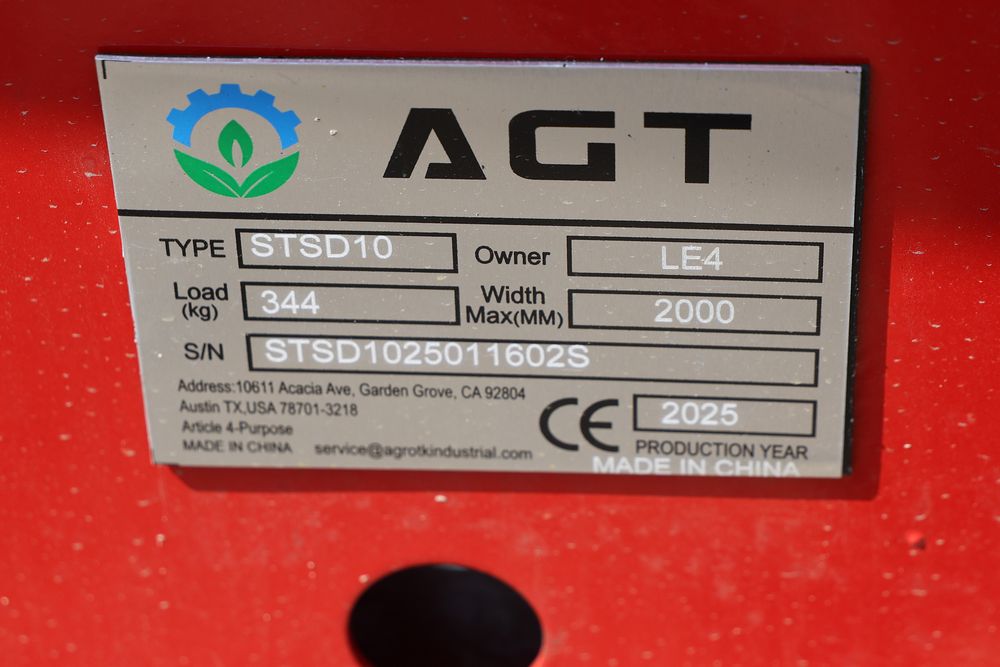 AGT
TYPE STSD10 Owner LE4
Load (kg) 344 Width Max(MM) 2000
S/N STSD1025011602S
Address:10611 Acacia Ave, Garden Grove, CA 92804
Austin TX,USA 78701-3218
Article 4-Purpose
MADE IN CHINA service@agrotkindustrial.com
CE 2025
PRODUCTION YEAR
MADE IN CHINA